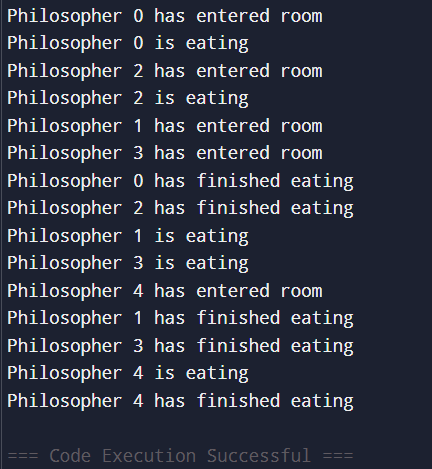 Philosopher 0 has entered room
Philosopher 0 is eating
Philosopher 2 has entered room
Philosopher 2 is eating
Philosopher 1 has entered room
Philosopher 3 has entered room
Philosopher 0 has finished eating
Philosopher 2 has finished eating
Philosopher 1 is eating
Philosopher 3 is eating
Philosopher 4 has entered room
Philosopher 1 has finished eating
Philosopher 3 has finished eating
Philosopher 4 is eating
Philosopher 4 has finished eating
=== Code Execution Successful ===